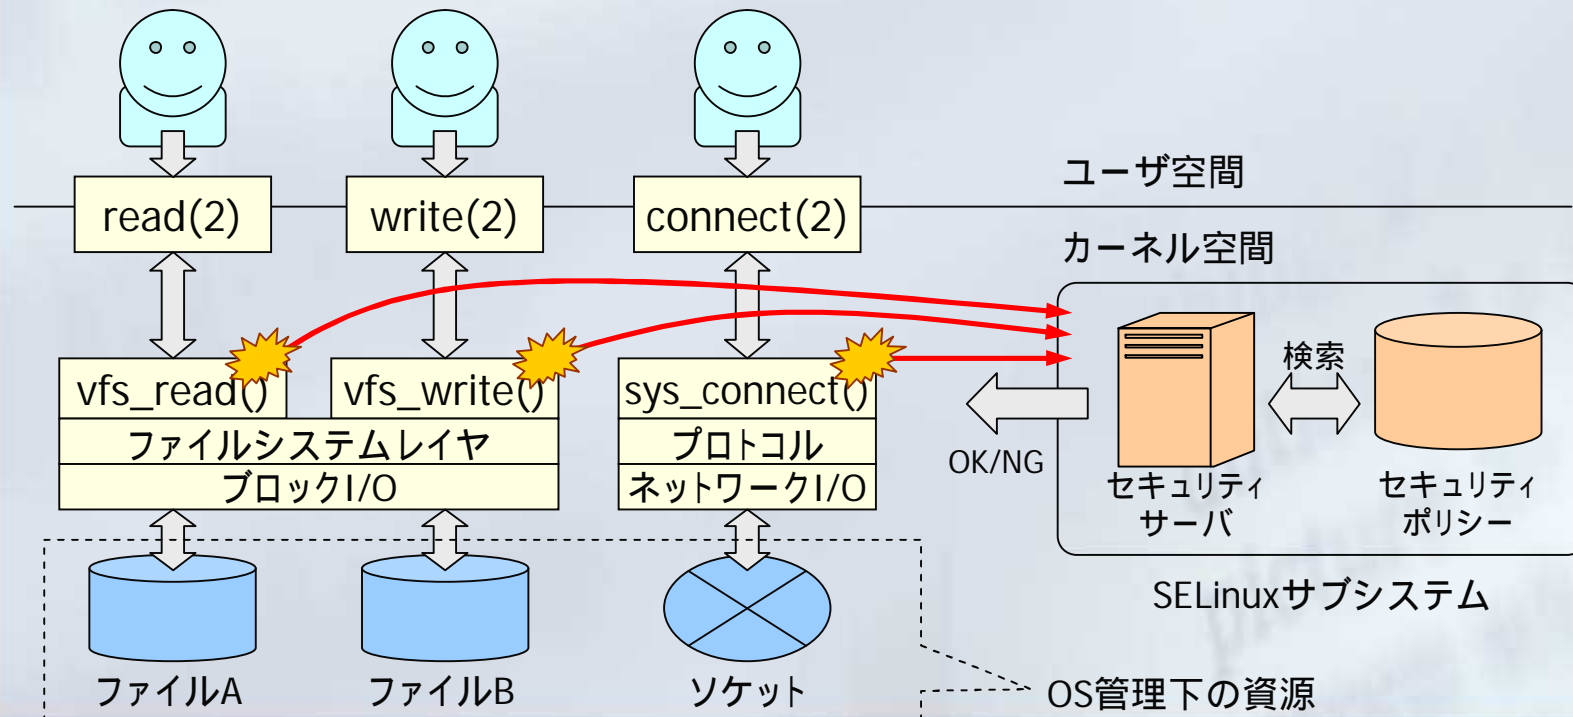 ユーザ空間
read(2)
write(2)
connect(2)
カーネル空間
vfs_read()
vfs_write()
sys_connect()
ファイルシステムレイヤ
プロトコル
ブロックI/O
ネットワークI/O
検索
OK/NG
セキュリティ
サーバ
セキュリティ
ポリシー
SELinuxサブシステム
ファイルA
ファイルB
ソケット
OS管理下の資源